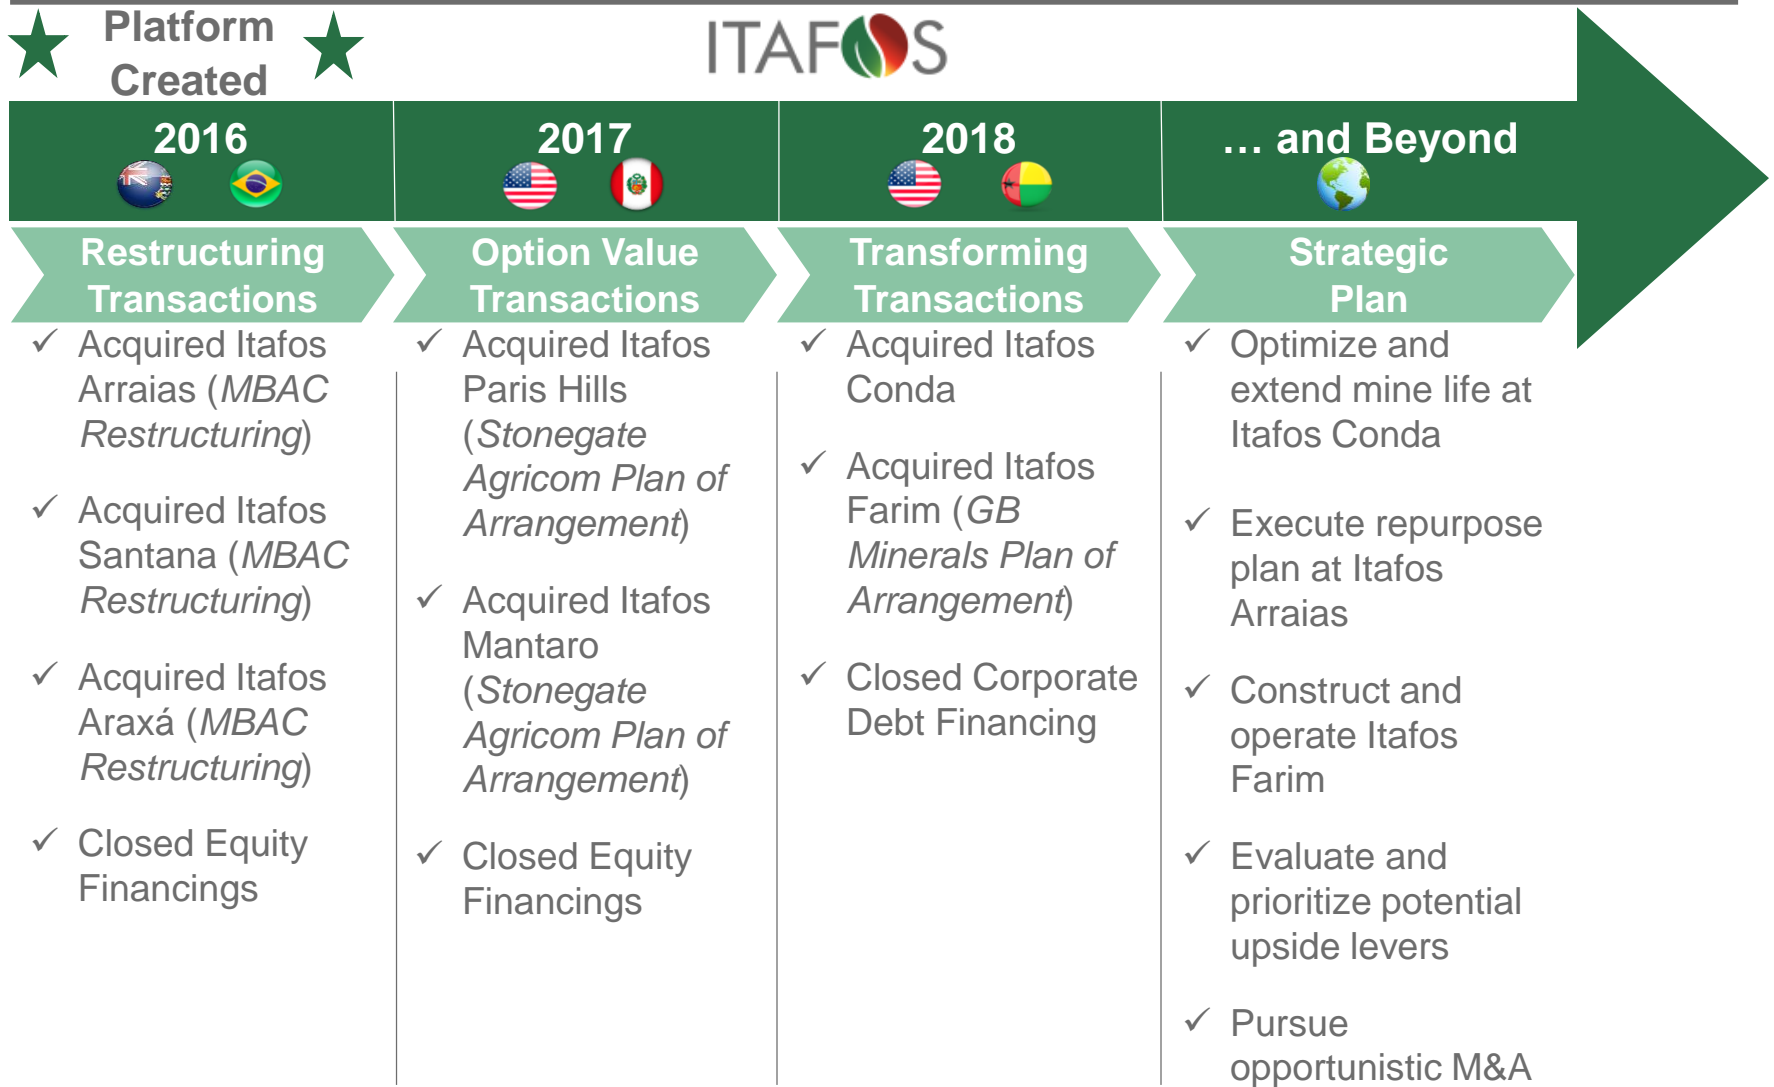 Platform
Created
ITAFOS
2016
2017
2018
... and Beyond
Restructuring
Transactions
Option Value
Transactions
Transforming
Transactions
Strategic
Plan
✓ Acquired Itafos
Arraias (MBAC
Restructuring)
✓ Acquired Itafos
Santana (MBAC
Restructuring)
✓ Acquired Itafos
Araxá (MBAC
Restructuring)
✓ Closed Equity
Financings
✓ Acquired Itafos
Paris Hills
(Stonegate
Agricom Plan of
Arrangement)
✓ Acquired Itafos
Mantaro
(Stonegate
Agricom Plan of
Arrangement)
✓ Closed Equity
Financings
✓ Acquired Itafos
Conda
✓ Acquired Itafos
Farim (GB
Minerals Plan of
Arrangement)
✓ Closed Corporate
Debt Financing
✓ Optimize and
extend mine life at
Itafos Conda
✓ Execute repurpose
plan at Itafos
Arraias
✓ Construct and
operate Itafos
Farim
✓ Evaluate and
prioritize potential
upside levers
✓ Pursue
opportunistic M&A